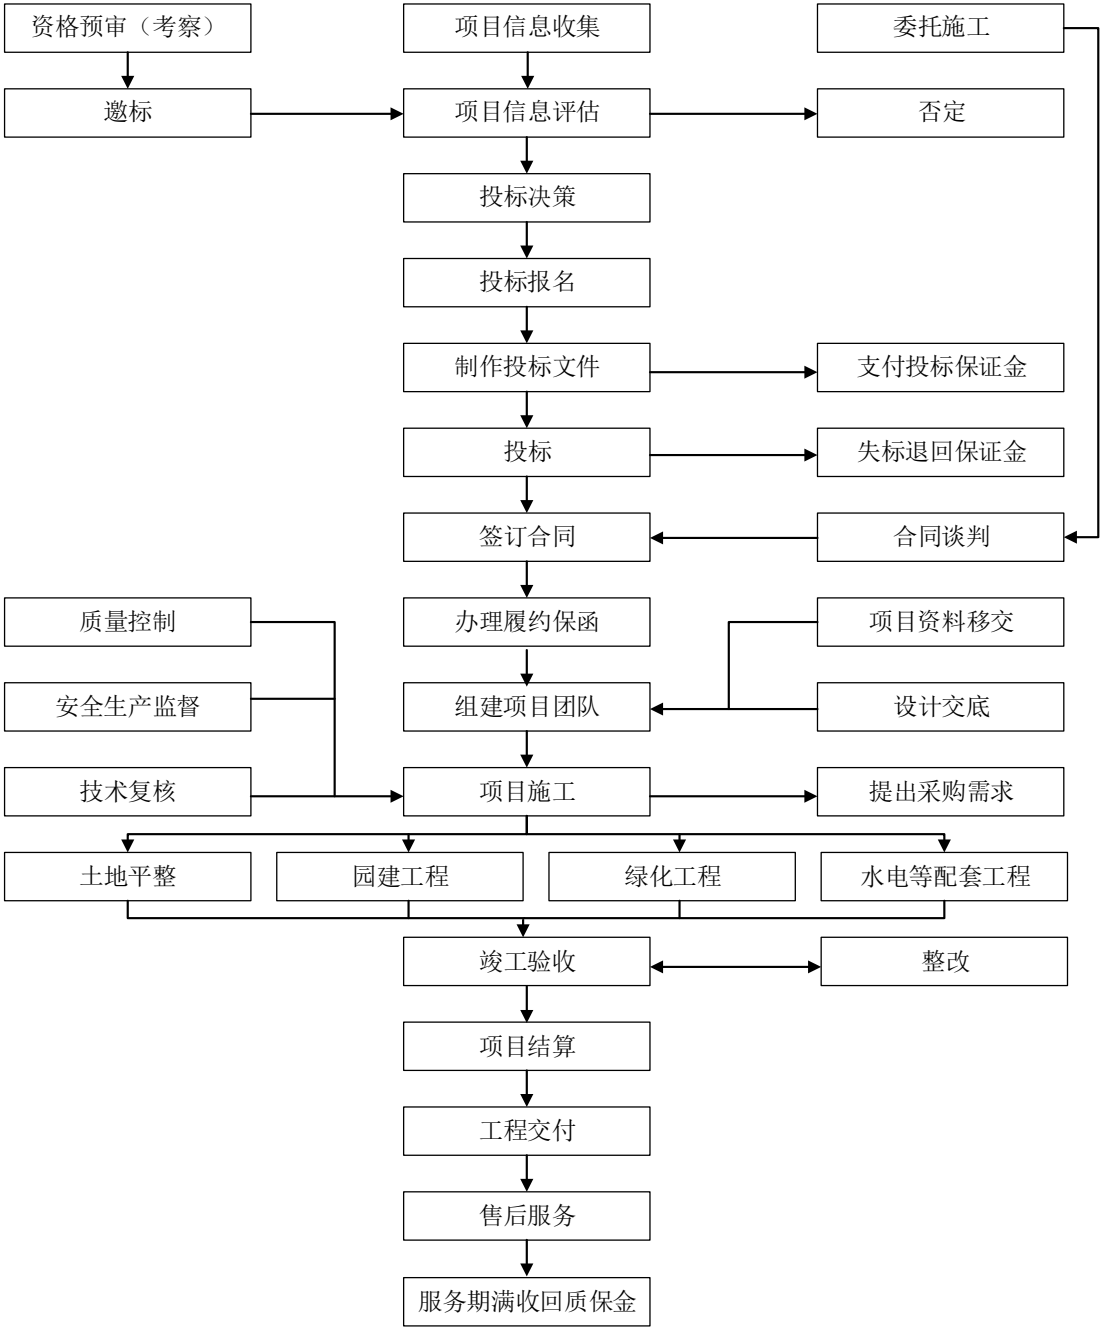 资格预审（考察）
项目信息收集
委托施工
邀标
项目信息评估
否定
投标决策
投标报名
制作投标文件
支付投标保证金
投标
失标退回保证金
签订合同
合同谈判
质量控制
办理履约保函
项目资料移交
安全生产监督
组建项目团队
设计交底
技术复核
项目施工
提出采购需求
土地平整
园建工程
绿化工程
水电等配套工程
竣工验收
整改
项目结算
工程交付
售后服务
服务期满收回质保金